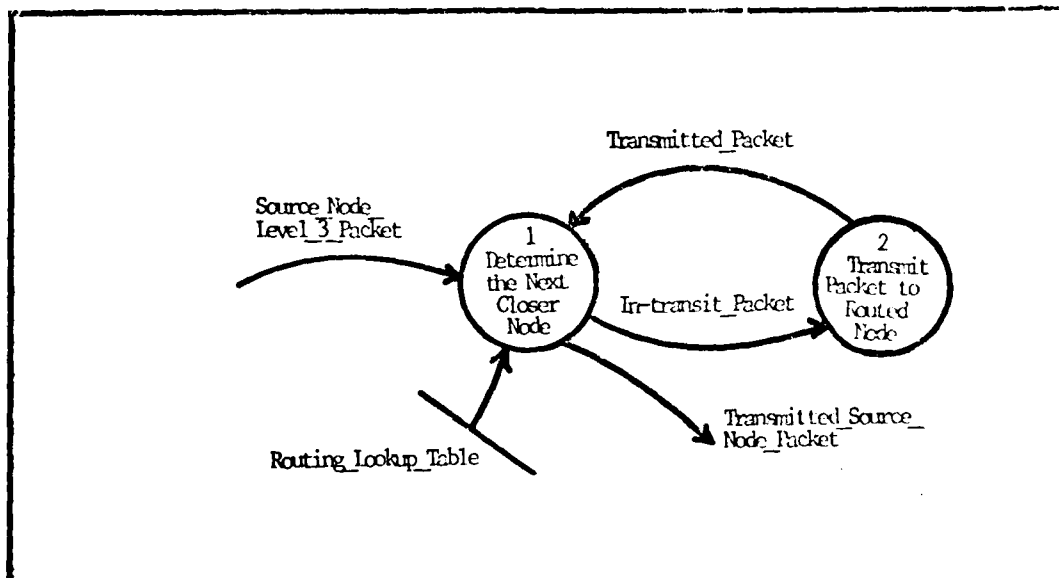 Transmitted_Packet
Source_Node_
Level_3_Packet
1
Determine
the Next
Closer
Node
2
Transmit
Packet to
Routed
Node
In-transit_Packet
Transmitted_Source_
Node_Packet
Routing_Lookup_Table